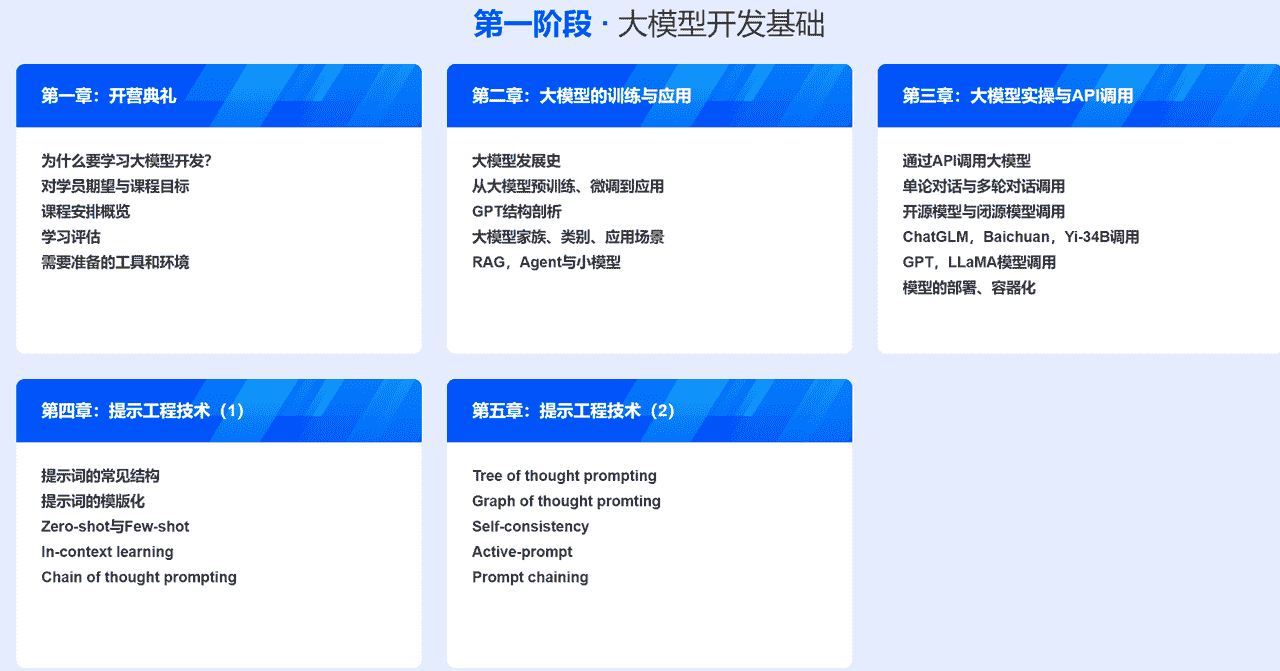 第一阶段 · 大模型开发基础
第一章：开营典礼
为什么要学习大模型开发？
对学员期望与课程目标
课程安排概览
学习评估
需要准备的工具和环境
第二章：大模型的训练与应用
大模型发展史
从大模型预训练、微调到应用
GPT结构剖析
大模型家族、类别、应用场景
RAG，Agent与小模型
第三章：大模型实操与API调用
通过API调用大模型
单论对话与多轮对话调用
开源模型与闭源模型调用
ChatGLM，Baichuan，Yi-34B调用
GPT，LLaMA模型调用
模型的部署、容器化
第四章：提示工程技术（1）
提示词的常见结构
提示词的模版化
Zero-shot与Few-shot
In-context learning
Chain of thought prompting
第五章：提示工程技术（2）
Tree of thought prompting
Graph of thought promting
Self-consistency
Active-prompt
Prompt chaining